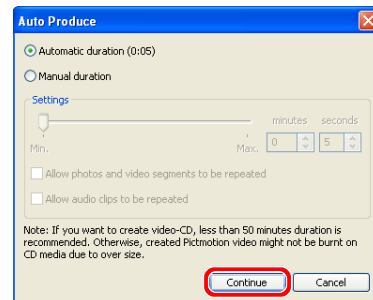 Auto Produce
Automatic duration (0:05)
Manual duration
Settings
minutes seconds
Min. Max. 0 5
Allow photos and video segments to be repeated
Allow audio clips to be repeated
Note: If you want to create video-CD, less than 50 minutes duration is
recommended. Otherwise, created Pictmotion video might not be burnt on
CD media due to over size.
Continue Cancel